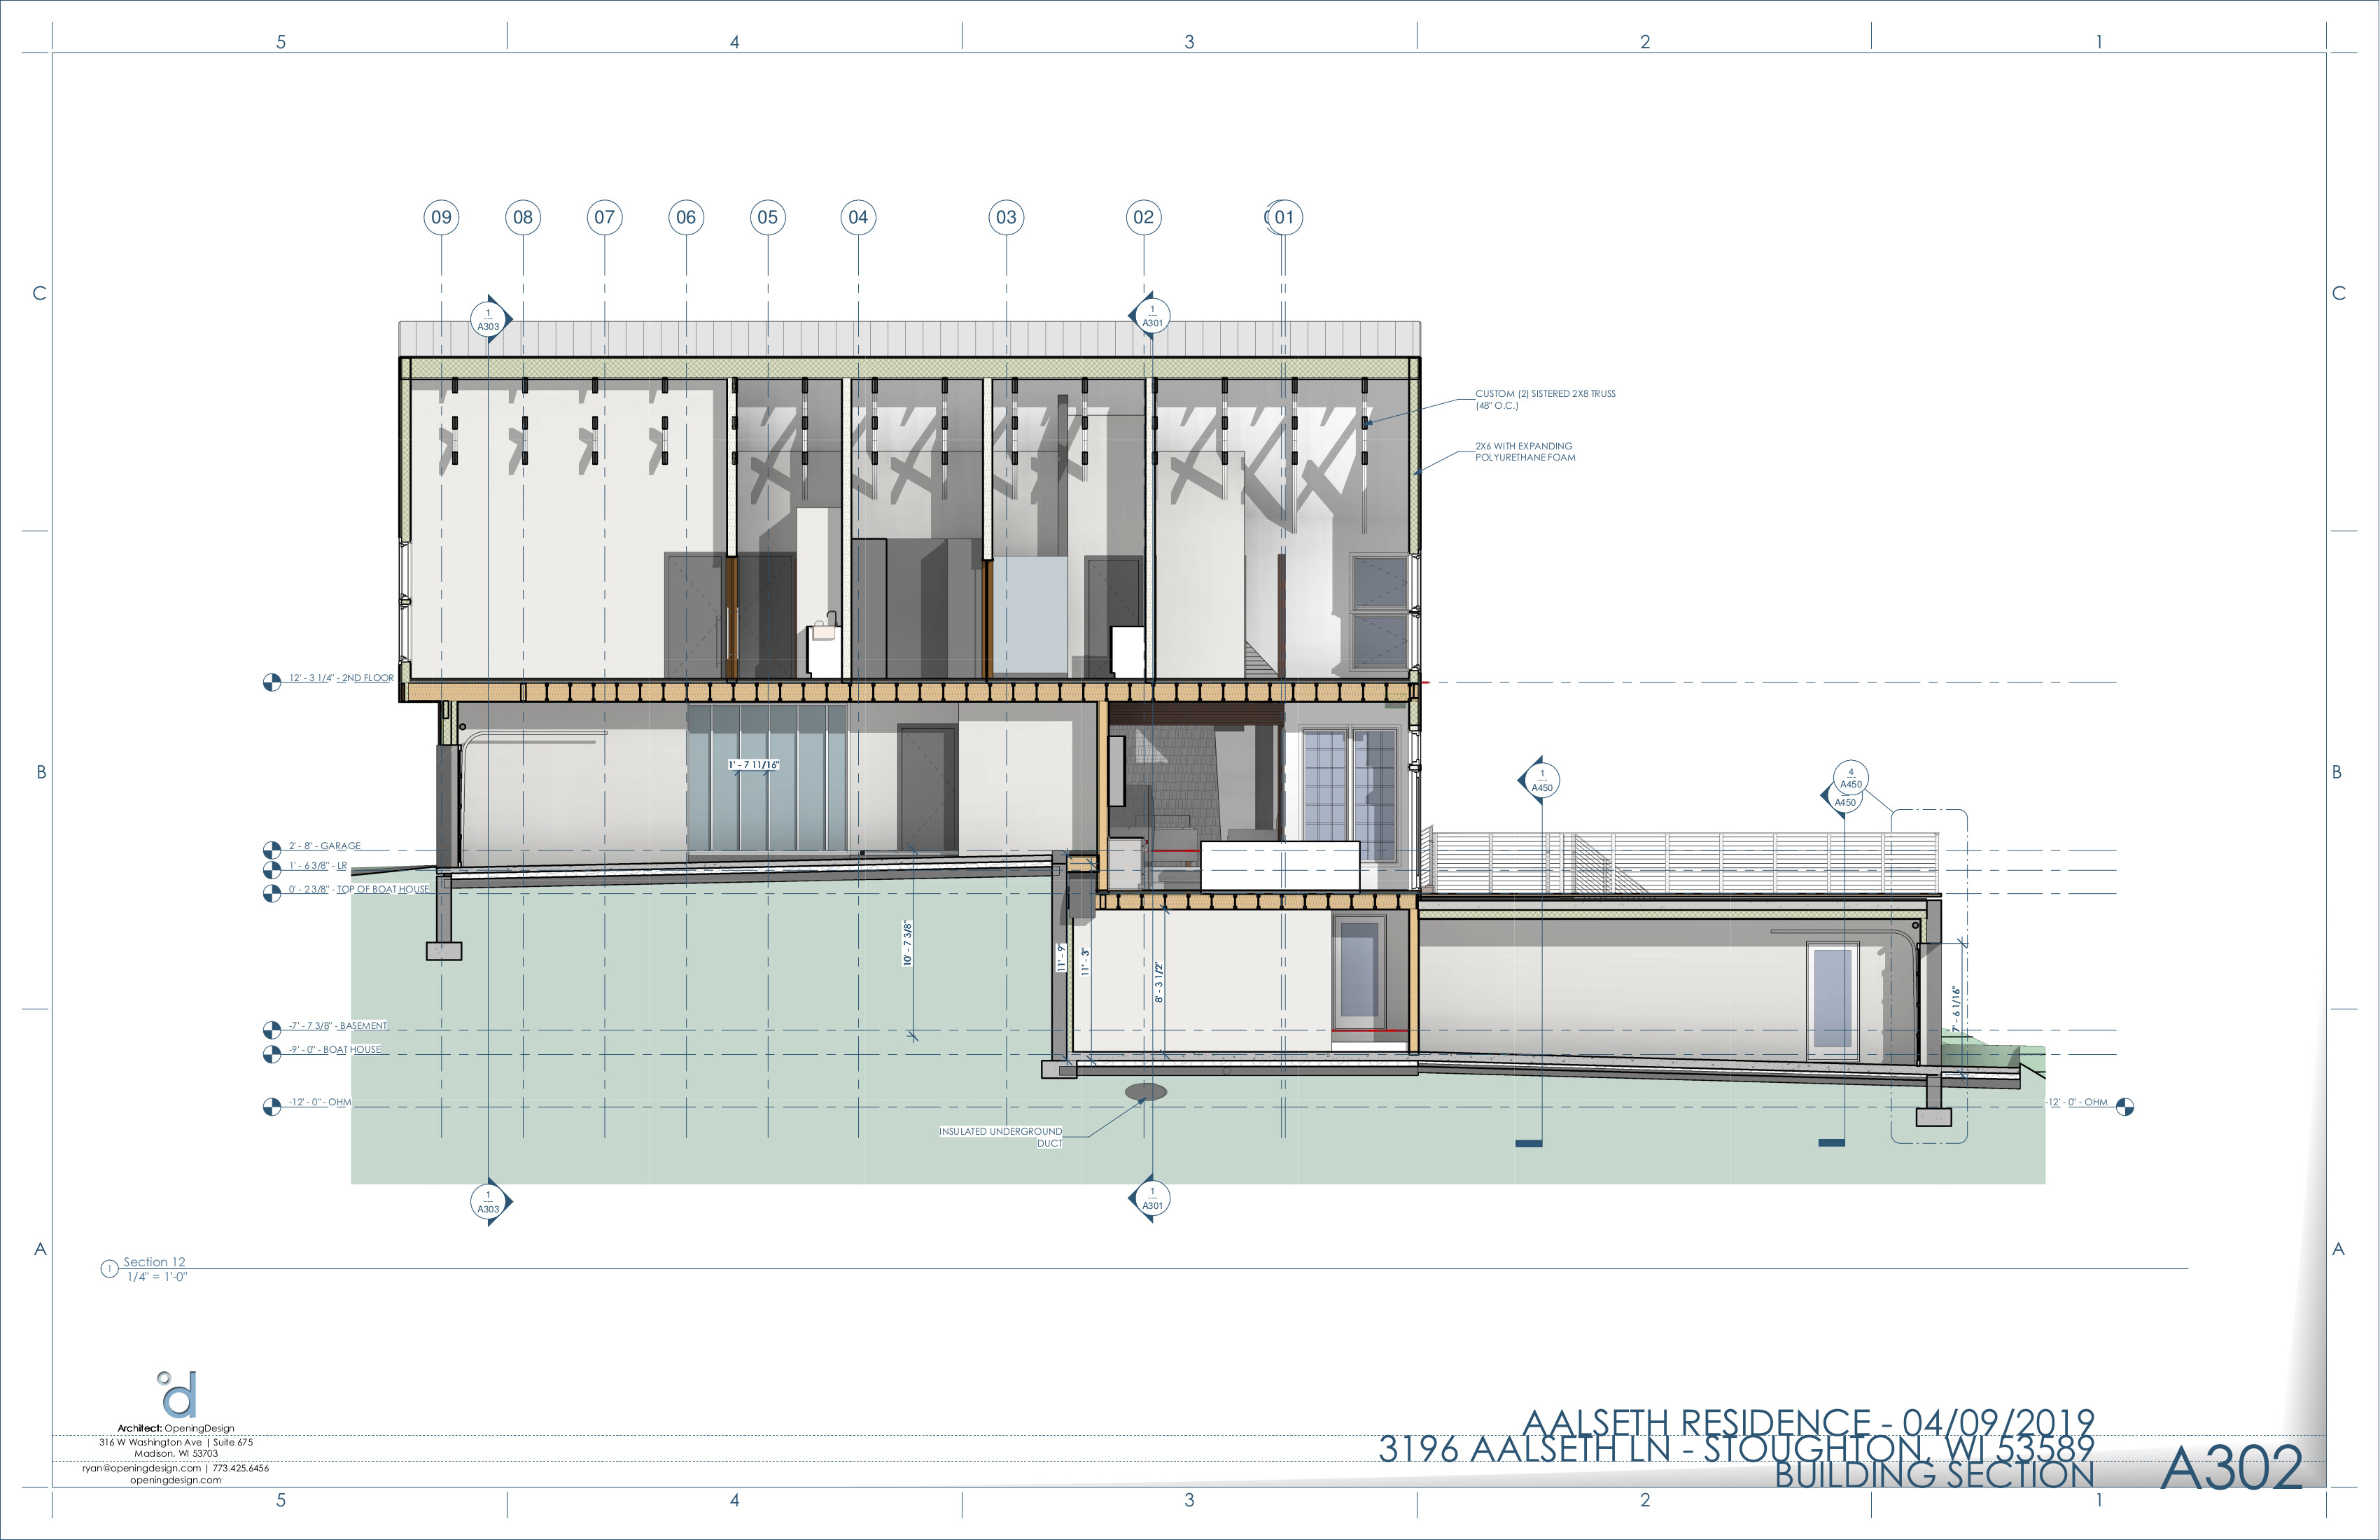 5 4 3 2 1
C C
B B
A A
09 08 07 06 05 04 03 02 01
1
A303
1
A301
CUSTOM (2) SISTERED 2X8 TRUSS
(48" O.C.)
2X6 WITH EXPANDING
POLYURETHANE FOAM
12' - 3 1/4" - 2ND FLOOR
1' - 7 11/16"
1
A450
4
A450
A450
2' - 8" - GARAGE
1' - 6 3/8" - LR
0' - 2 3/8" - TOP OF BOAT HOUSE
10' - 7 3/8"
11' - 9"
11' - 3"
8' - 3 1/2"
7' - 6 1/16"
-7' - 7 3/8" - BASEMENT
-9' - 0" - BOAT HOUSE
-12' - 0" - OHM
-12' - 0" - OHM
INSULATED UNDERGROUND
DUCT
1
A303
1
A301
1 Section 12
1/4" = 1'-0"
d
Architect: OpeningDesign
316 W Washington Ave | Suite 675
Madison, WI 53703
ryan@openingdesign.com | 773.425.6456
openingdesign.com
AALSETH RESIDENCE - 04/09/2019
3196 AALSETH LN - STOUGHTON, WI 53589
BUILDING SECTION
A302
5 4 3 2 1